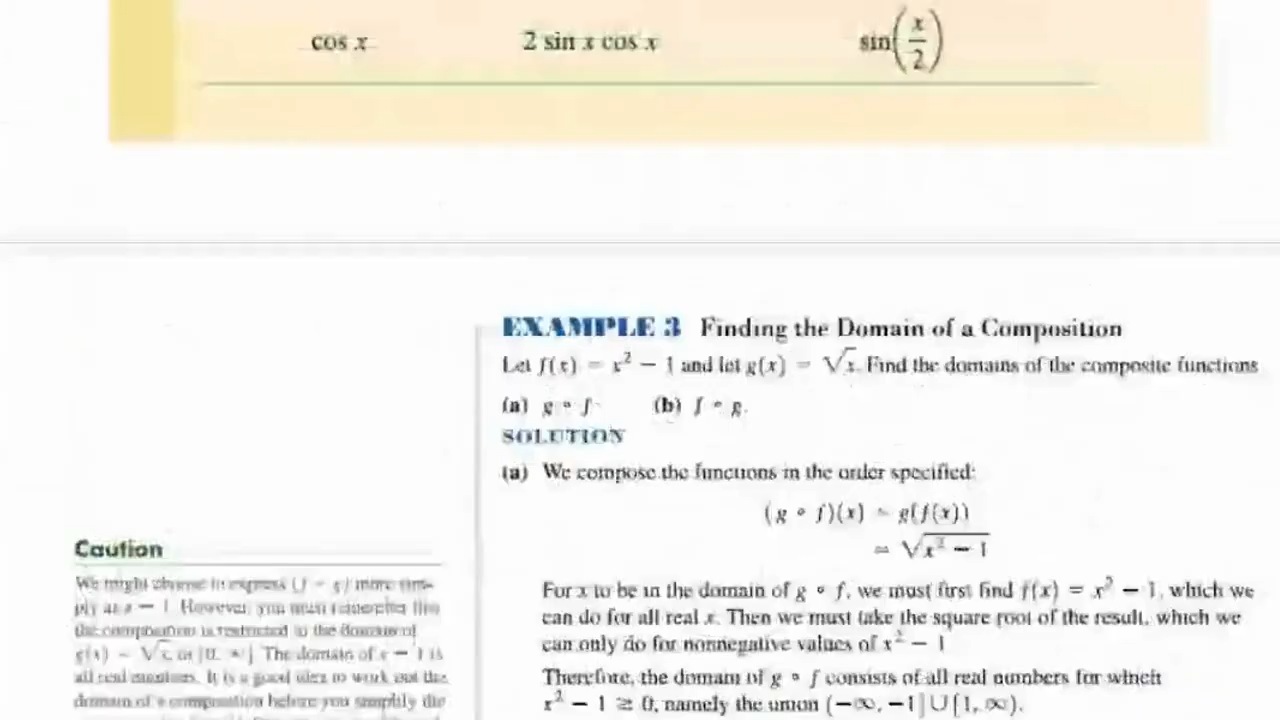 cos x    2 sin x cos x    sin(x/2)
EXAMPLE 3 Finding the Domain of a Composition
Let f(x) = x² − 1 and let g(x) = √x. Find the domains of the composite functions
(a) g ∘ f    (b) f ∘ g.
SOLUTION
(a) We compose the functions in the order specified:
(g ∘ f)(x) = g(f(x))
= √(x² − 1)
For x to be in the domain of g ∘ f, we must first find f(x) = x² − 1, which we
can do for all real x. Then we must take the square root of the result, which we
can only do for nonnegative values of x² − 1
Therefore, the domain of g ∘ f consists of all real numbers for which
x² − 1 ≥ 0, namely the union (−∞, −1] ∪ [1, ∞).
Caution
We might choose to express (f ∘ g) more sim-
ply as x − 1. However, you must remember that
the composition is restricted to the domain of
g(x) = √x, or [0, ∞]. The domain of x − 1 is
all real numbers. It is a good idea to work out the
domain of a composition before you simplify the